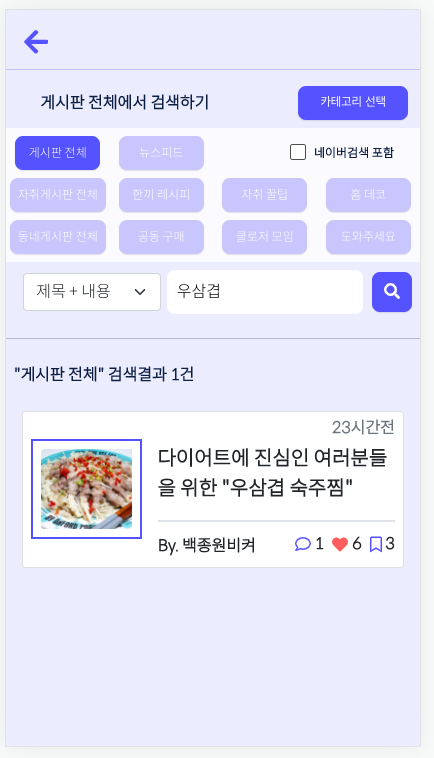 게시판 전체에서 검색하기
카테고리 선택
게시판 전체 뉴스피드 네이버검색 포함
자취게시판 전체 한끼 레시피 자취 꿀팁 홈 데코
동네게시판 전체 공동 구매 클로저 모임 도와주세요
제목 + 내용 우삼겹
"게시판 전체" 검색결과 1건
23시간전
다이어트에 진심인 여러분들
을 위한 "우삼겹 숙주찜"
By. 백종원비켜 1 6 3